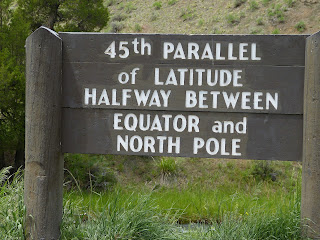 45th PARALLEL
of LATITUDE
HALFWAY BETWEEN
EQUATOR and
NORTH POLE